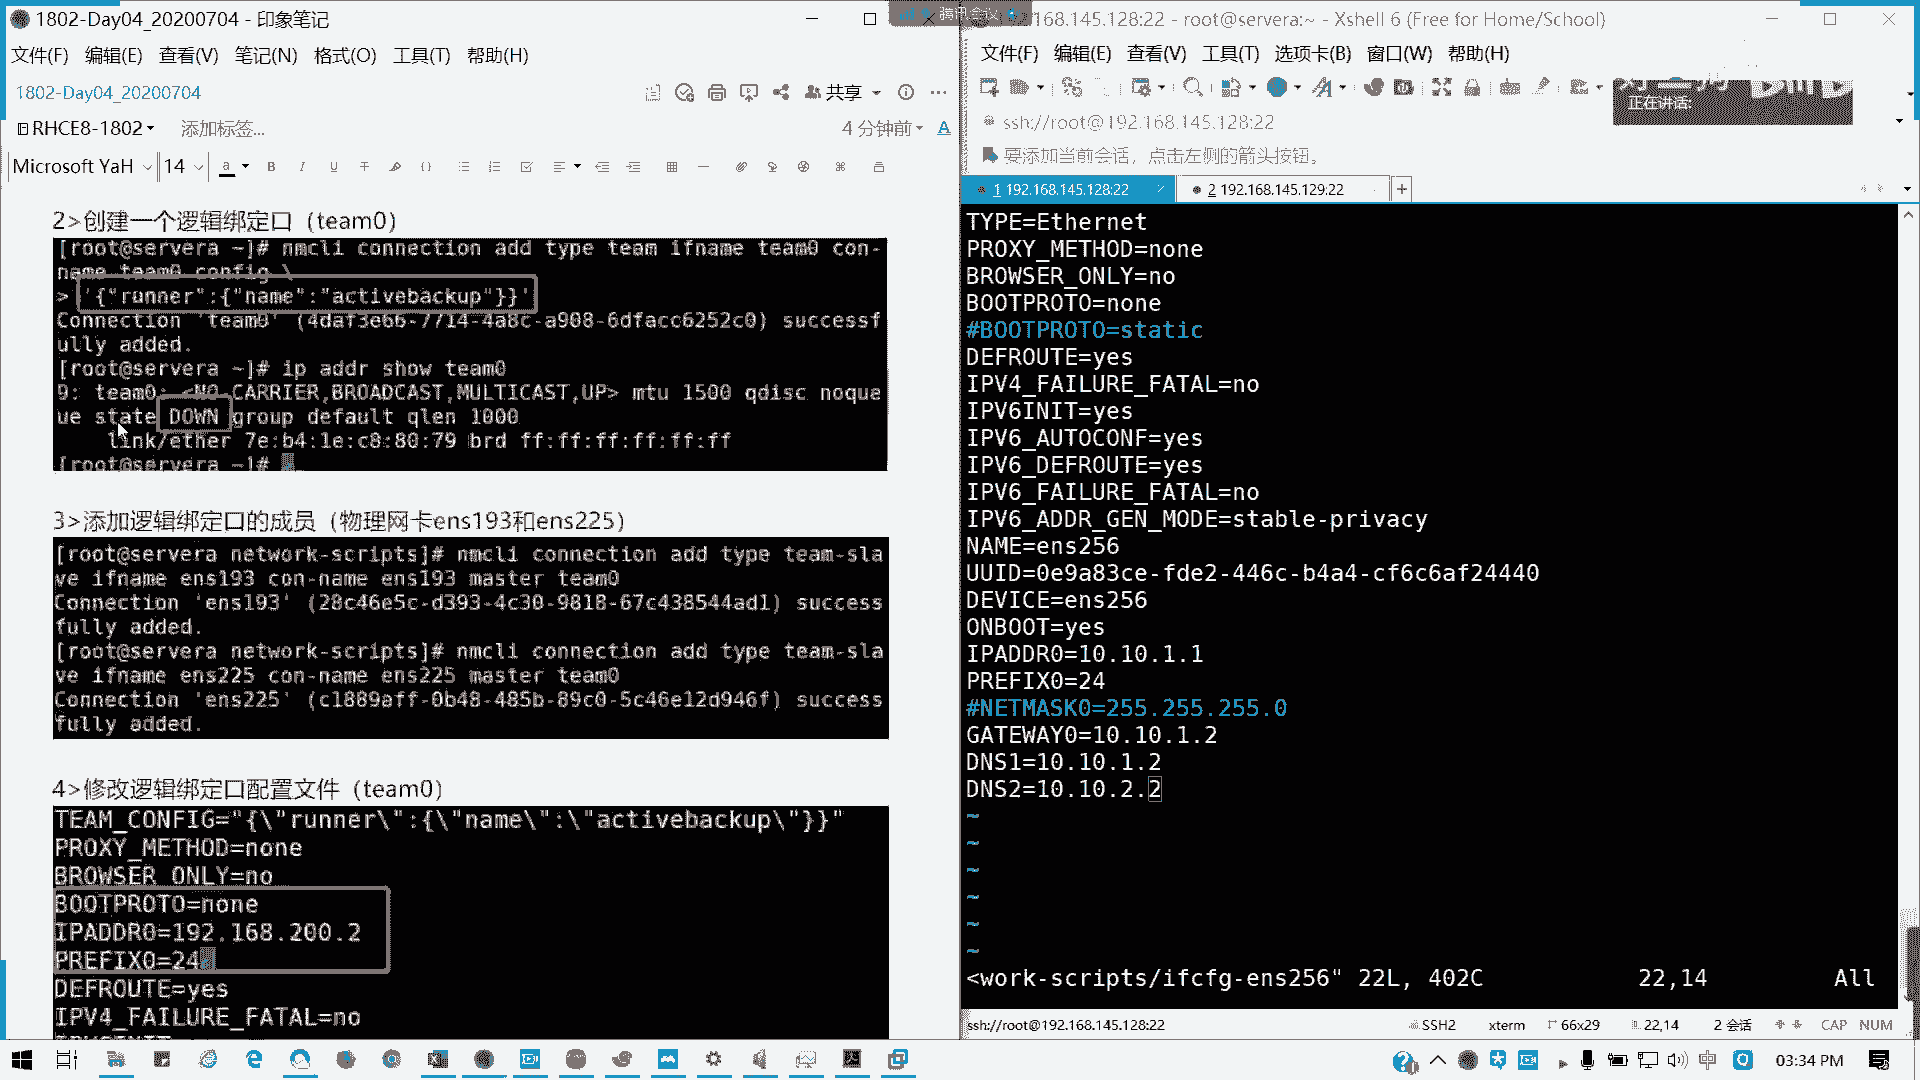 1802-Day04_20200704 - 印象笔记
文件(F) 编辑(E) 查看(V) 笔记(N) 格式(O) 工具(T) 帮助(H)
1802-Day04_20200704
共享
RHCE8-1802
添加标签...
4 分钟前
Microsoft YaH 14
2>创建一个逻辑绑定口（team0）
[root@servera ~]# nmcli connection add type team ifname team0 con-
name team0 config \
> '{"runner":{"name":"activebackup"}}'
Connection 'team0' (4daf3e66-7714-4a8c-a908-6dfacc6252c0) successf
ully added.
[root@servera ~]# ip addr show team0
9: team0: <NO-CARRIER,BROADCAST,MULTICAST,UP> mtu 1500 qdisc noque
ue state DOWN group default qlen 1000
link/ether 7e:b4:1e:c8:80:79 brd ff:ff:ff:ff:ff:ff
[root@servera ~]#
3>添加逻辑绑定口的成员（物理网卡ens193和ens225）
[root@servera network-scripts]# nmcli connection add type team-sla
ve ifname ens193 con-name ens193 master team0
Connection 'ens193' (28c46e5c-d393-4c30-9818-67c438544ad1) success
fully added.
[root@servera network-scripts]# nmcli connection add type team-sla
ve ifname ens225 con-name ens225 master team0
Connection 'ens225' (c1889aff-0b48-485b-89c0-5c46e12d946f) success
fully added.
4>修改逻辑绑定口配置文件（team0）
TEAM_CONFIG="{\"runner\":{\"name\":\"activebackup\"}}"
PROXY_METHOD=none
BROWSER_ONLY=no
BOOTPROTO=none
IPADDR0=192.168.200.2
PREFIX0=24
DEFROUTE=yes
IPV4_FAILURE_FATAL=no
腾讯会议
192.168.145.128:22 - root@servera:~ - Xshell 6 (Free for Home/School)
文件(F) 编辑(E) 查看(V) 工具(T) 选项卡(B) 窗口(W) 帮助(H)
正在讲话:
ssh://root@192.168.145.128:22
要添加当前会话，点击左侧的箭头按钮。
1 192.168.145.128:22
2 192.168.145.129:22
TYPE=Ethernet
PROXY_METHOD=none
BROWSER_ONLY=no
BOOTPROTO=none
#BOOTPROTO=static
DEFROUTE=yes
IPV4_FAILURE_FATAL=no
IPV6INIT=yes
IPV6_AUTOCONF=yes
IPV6_DEFROUTE=yes
IPV6_FAILURE_FATAL=no
IPV6_ADDR_GEN_MODE=stable-privacy
NAME=ens256
UUID=0e9a83ce-fde2-446c-b4a4-cf6c6af24440
DEVICE=ens256
ONBOOT=yes
IPADDR0=10.10.1.1
PREFIX0=24
#NETMASK0=255.255.255.0
GATEWAY0=10.10.1.2
DNS1=10.10.1.2
DNS2=10.10.2.2
~
~
~
~
~
~
<work-scripts/ifcfg-ens256" 22L, 402C 22,14 All
ssh://root@192.168.145.128:22 SSH2 xterm 66x29 22,14 2 会话 CAP NUM
中 03:34 PM